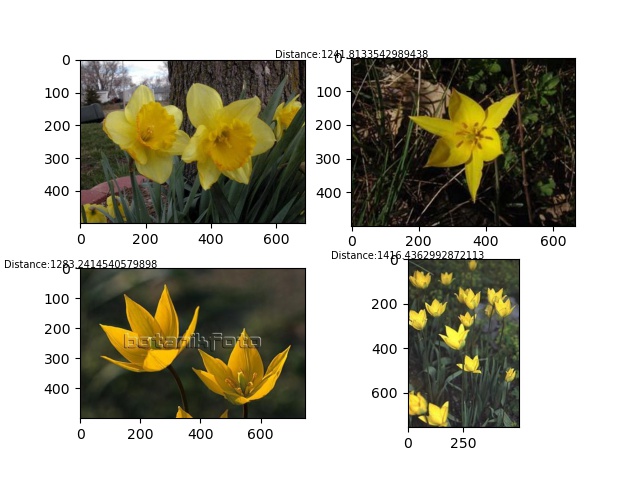 Distance:1241.8133542989438
0
100
200
300
400
0 200 400 600
0
100
200
300
400
0 200 400 600
Distance:1283.2414540579898
0
100
200
300
400
botanikfoto
0 200 400 600
Distance:1416.4362992872113
0
200
400
600
0 250